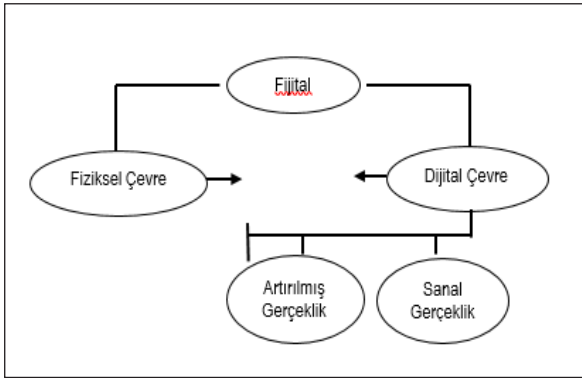 Fijital
Fiziksel Çevre
Dijital Çevre
Artırılmış
Gerçeklik
Sanal
Gerçeklik